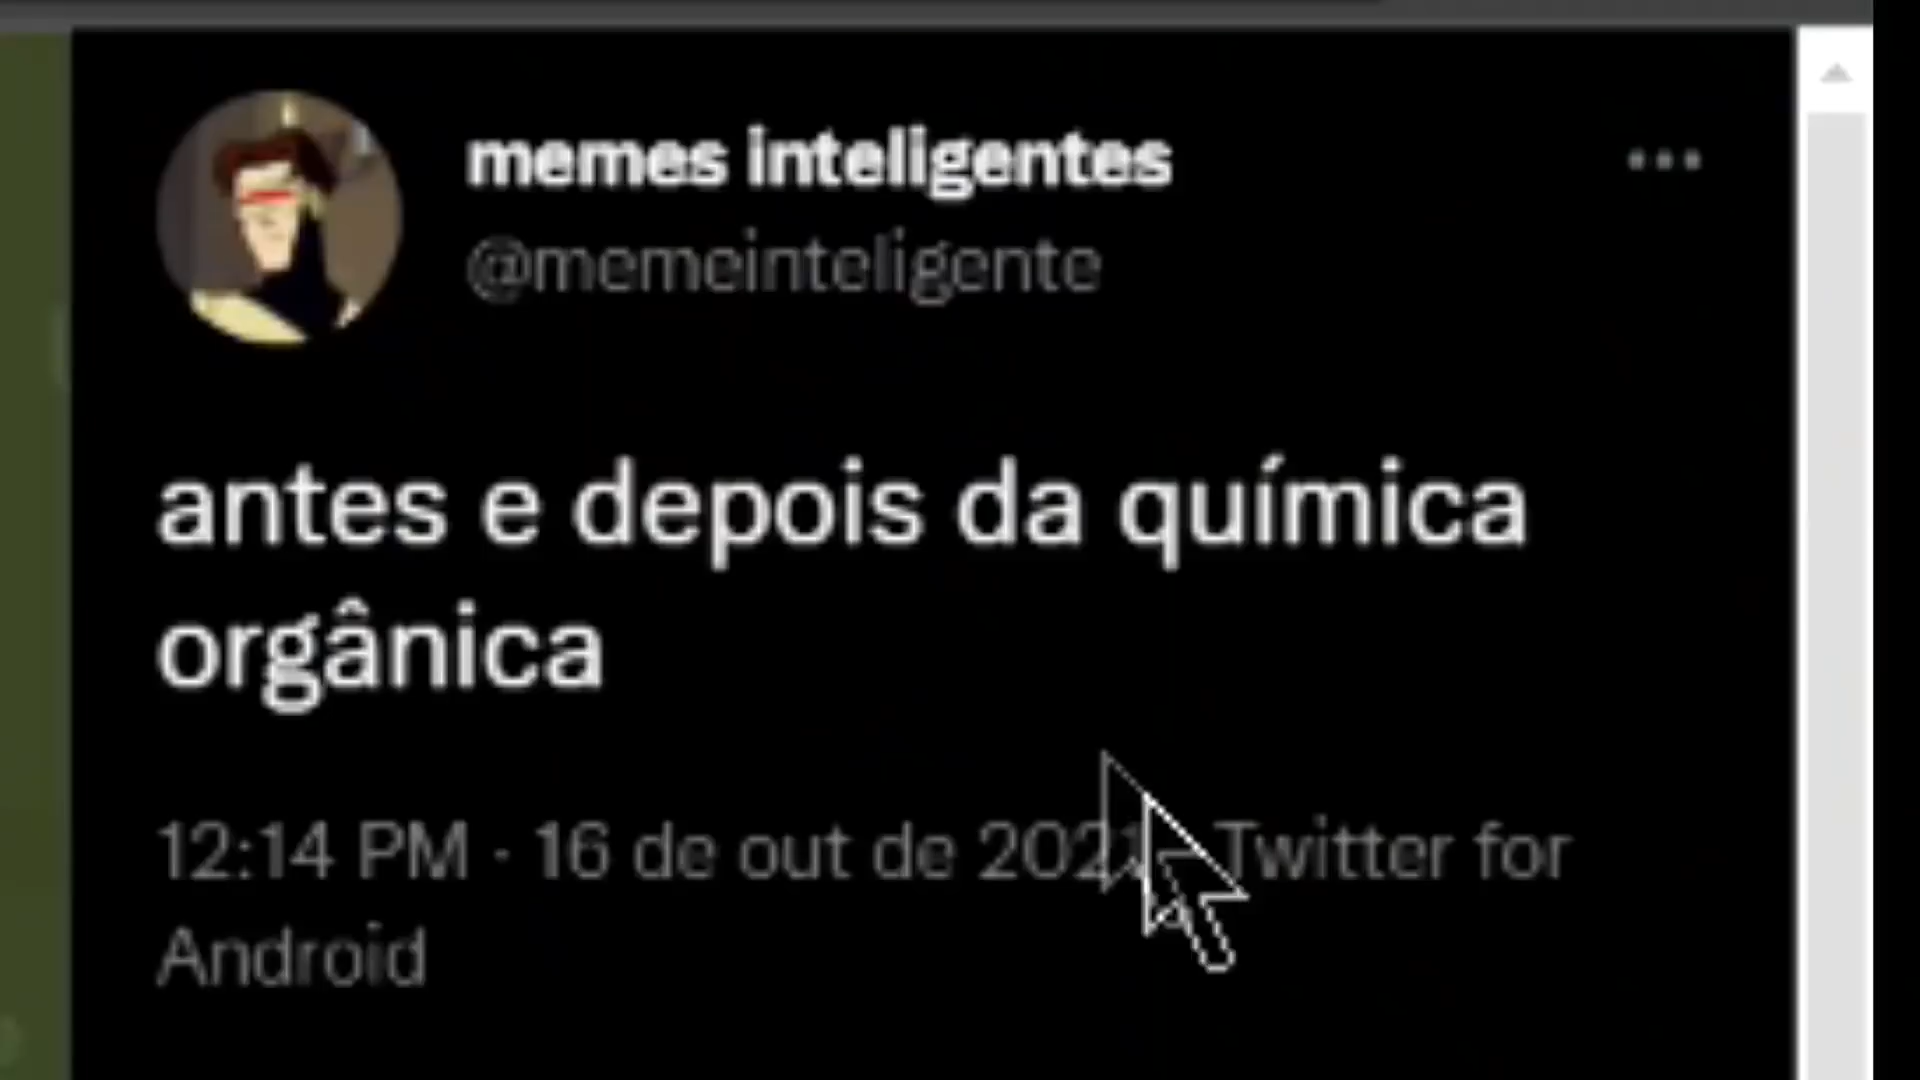 memes inteligentes
@memeinteligente
antes e depois da química
orgânica
12:14 PM · 16 de out de 2021 · Twitter for
Android